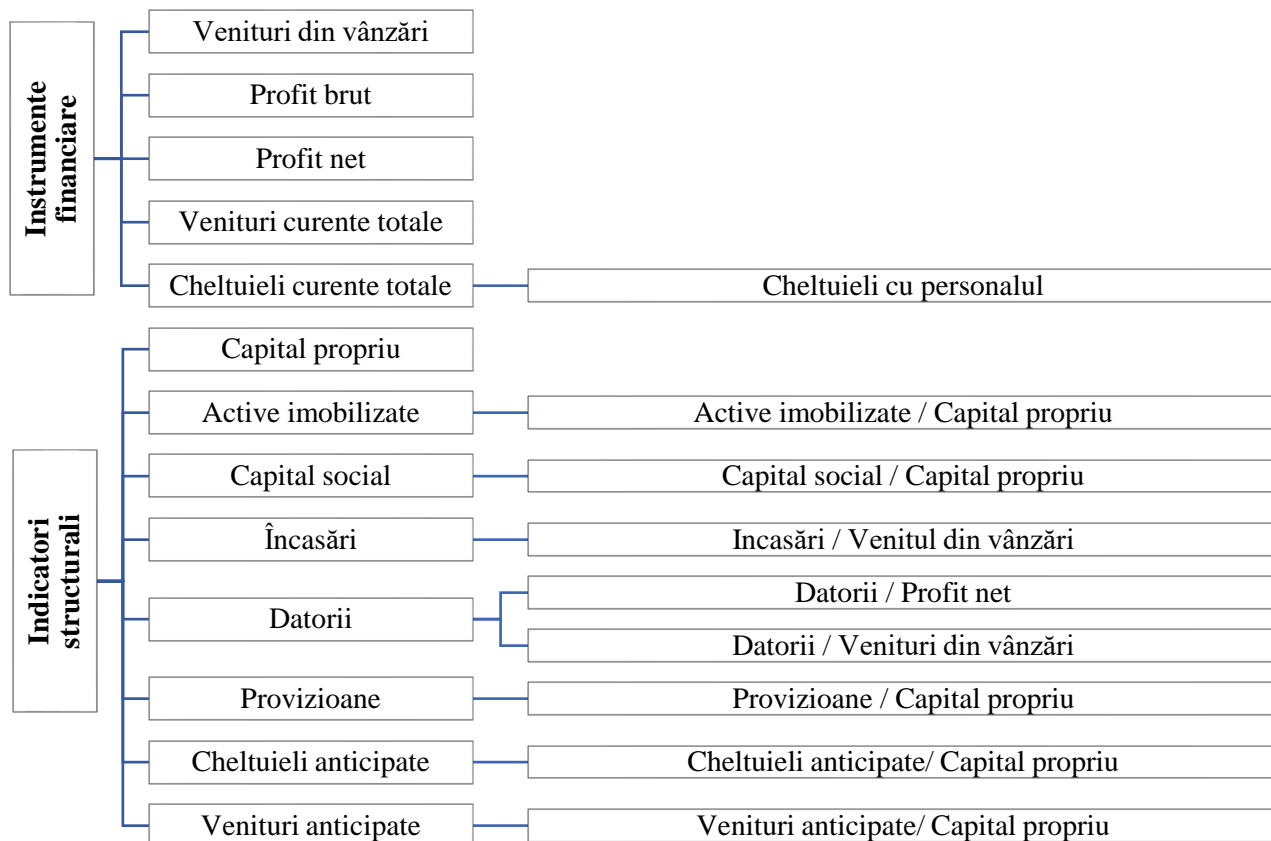 Instrumente
financiare
Venituri din vânzări
Profit brut
Profit net
Venituri curente totale
Cheltuieli curente totale
Cheltuieli cu personalul
Indicatori
structurali
Capital propriu
Active imobilizate
Active imobilizate / Capital propriu
Capital social
Capital social / Capital propriu
Încasări
Incasări / Venitul din vânzări
Datorii
Datorii / Profit net
Datorii / Venituri din vânzări
Provizioane
Provizioane / Capital propriu
Cheltuieli anticipate
Cheltuieli anticipate/ Capital propriu
Venituri anticipate
Venituri anticipate/ Capital propriu